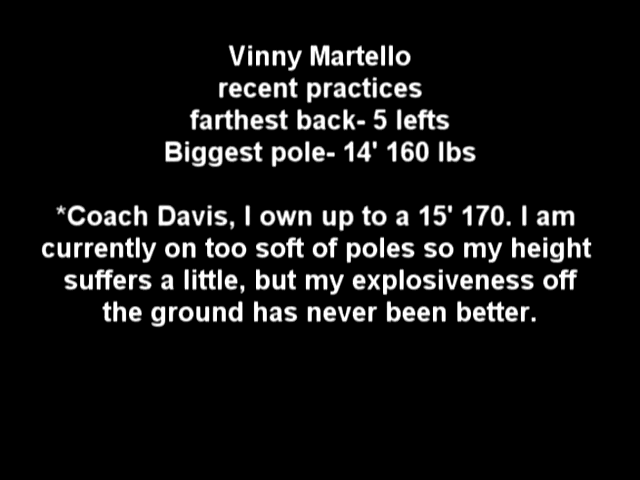 Vinny Martello
recent practices
farthest back- 5 lefts
Biggest pole- 14' 160 lbs
*Coach Davis, I own up to a 15' 170. I am
currently on too soft of poles so my height
suffers a little, but my explosiveness off
the ground has never been better.